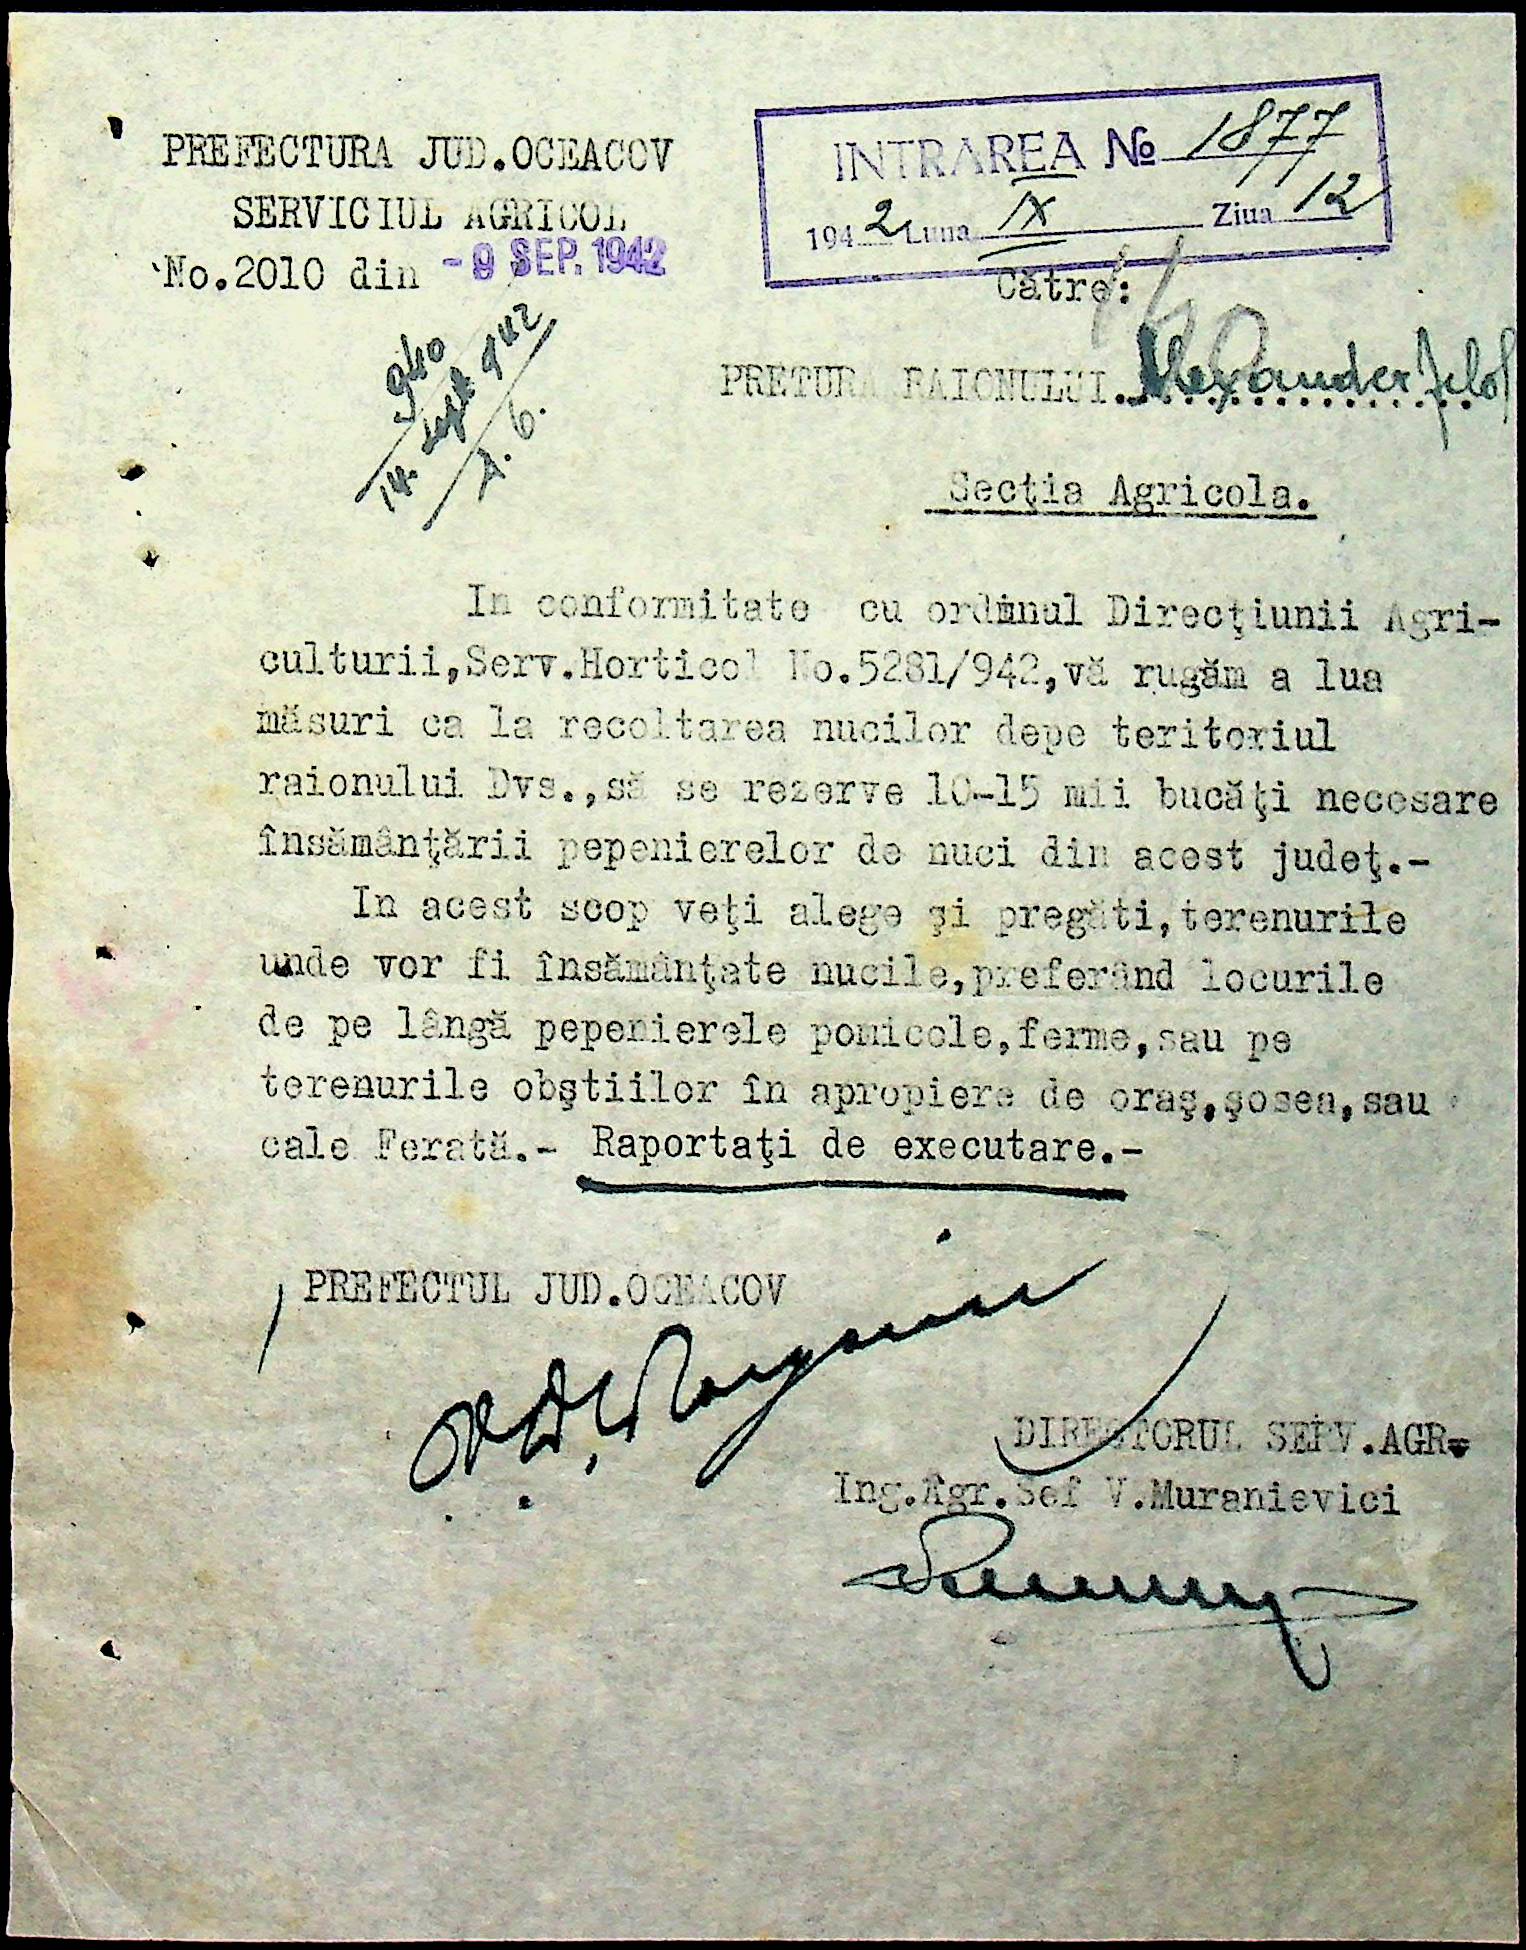 PREFECTURA JUD.OCEACOV
SERVICIUL AGRICOL
No.2010 din - 9 SEP. 1942
INTRAREA No 1877
1942 Luna IX Ziua 12
940
14. sept 942
Către:
PRETURA RAIONULUI. Alexander
Secţia Agricola.
In conformitate cu ordinul Direcţiunii Agri-
culturii,Serv.Horticol No.5281/942,vă rugăm a lua
măsuri ca la recoltarea nucilor depe teritoriul
raionului Dvs.,să se rezerve 10-15 mii bucăţi necesare
însămânţării pepenierelor de nuci din acest judeţ.-
In acest scop veţi alege şi pregăti,terenurile
unde vor fi însămânţate nucile,preferând locurile
de pe lângă pepenierele pomicole,ferme,sau pe
terenurile obştiilor în apropiere de oraş,şosea,sau
cale Ferată.- Raportaţi de executare.-
PREFECTUL JUD.OCEACOV
DIRECTORUL SERV.AGR.
Ing.Agr.Sef V.Muranievici